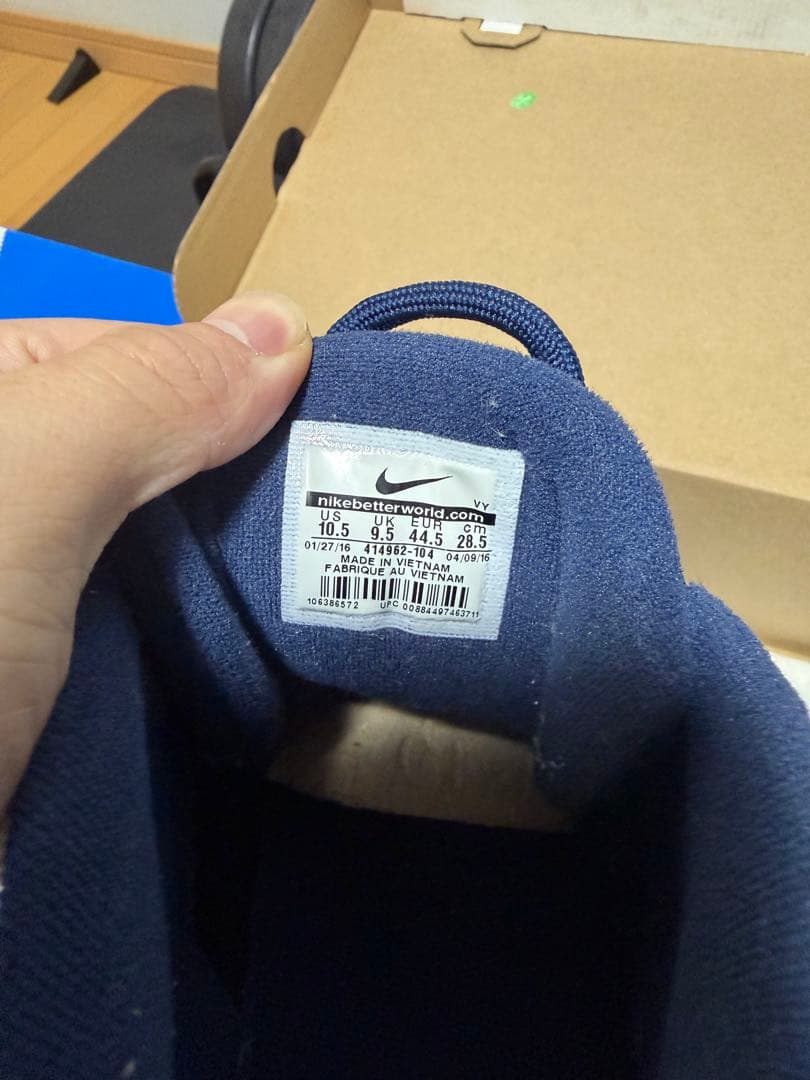 VY
nikebetterworld.com
US UK EUR cm
10.5 9.5 44.5 28.5
01/27/16 414962-104 04/09/16
MADE IN VIETNAM
FABRIQUE AU VIETNAM
106386572 UPC 00884497463711